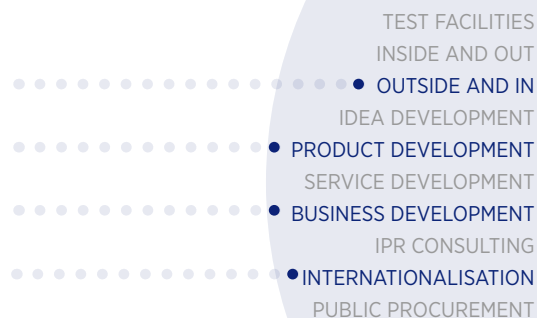 TEST FACILITIES
INSIDE AND OUT
OUTSIDE AND IN
IDEA DEVELOPMENT
PRODUCT DEVELOPMENT
SERVICE DEVELOPMENT
BUSINESS DEVELOPMENT
IPR CONSULTING
INTERNATIONALISATION
PUBLIC PROCUREMENT